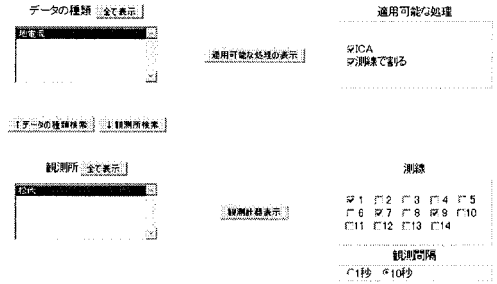 データの種類 全て表示
適用可能な処理
地電流
適用可能な処理の表示
ICA
測線で割る
↑データの種類検索 ↓観測所検索
観測所 全て表示
測線
松代
観測計器表示
1 2 3 4 5
6 7 8 9 10
11 12 13 14
観測間隔
1秒 10秒